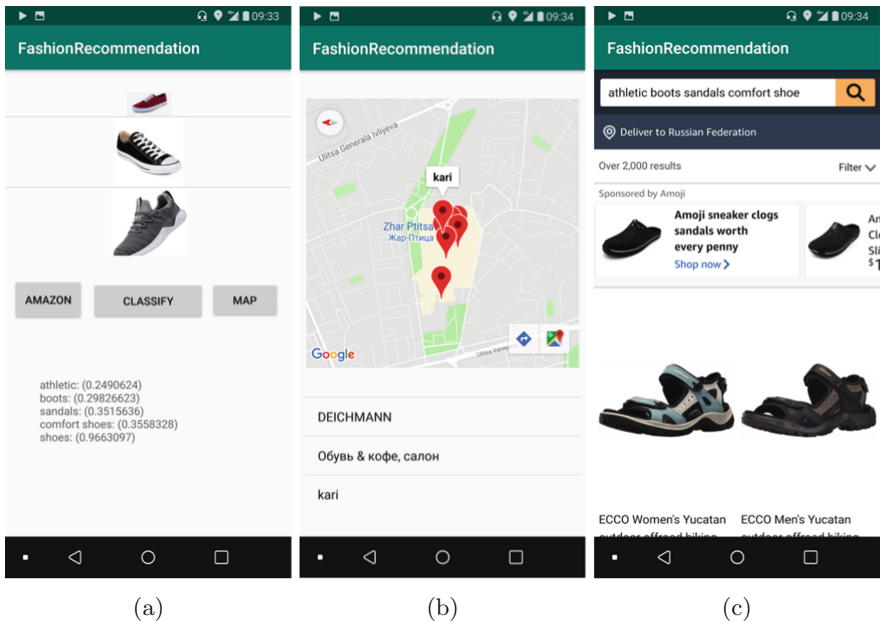 09:33
FashionRecommendation
AMAZON
CLASSIFY
MAP
athletic: (0.2490624)
boots: (0.29826623)
sandals: (0.3515636)
comfort shoes: (0.3558328)
shoes: (0.9663097)
(a)
09:34
FashionRecommendation
Ulitsa Generala Ivliyeva
kari
Zhar Ptitsa
Жар-Птица
Google
DEICHMANN
Обувь & кофе, салон
kari
(b)
09:34
FashionRecommendation
athletic boots sandals comfort shoe
Deliver to Russian Federation
Over 2,000 results
Filter
Sponsored by Amoji
Amoji sneaker clogs
sandals worth
every penny
Shop now
ECCO Women's Yucatan
ECCO Men's Yucatan
(c)